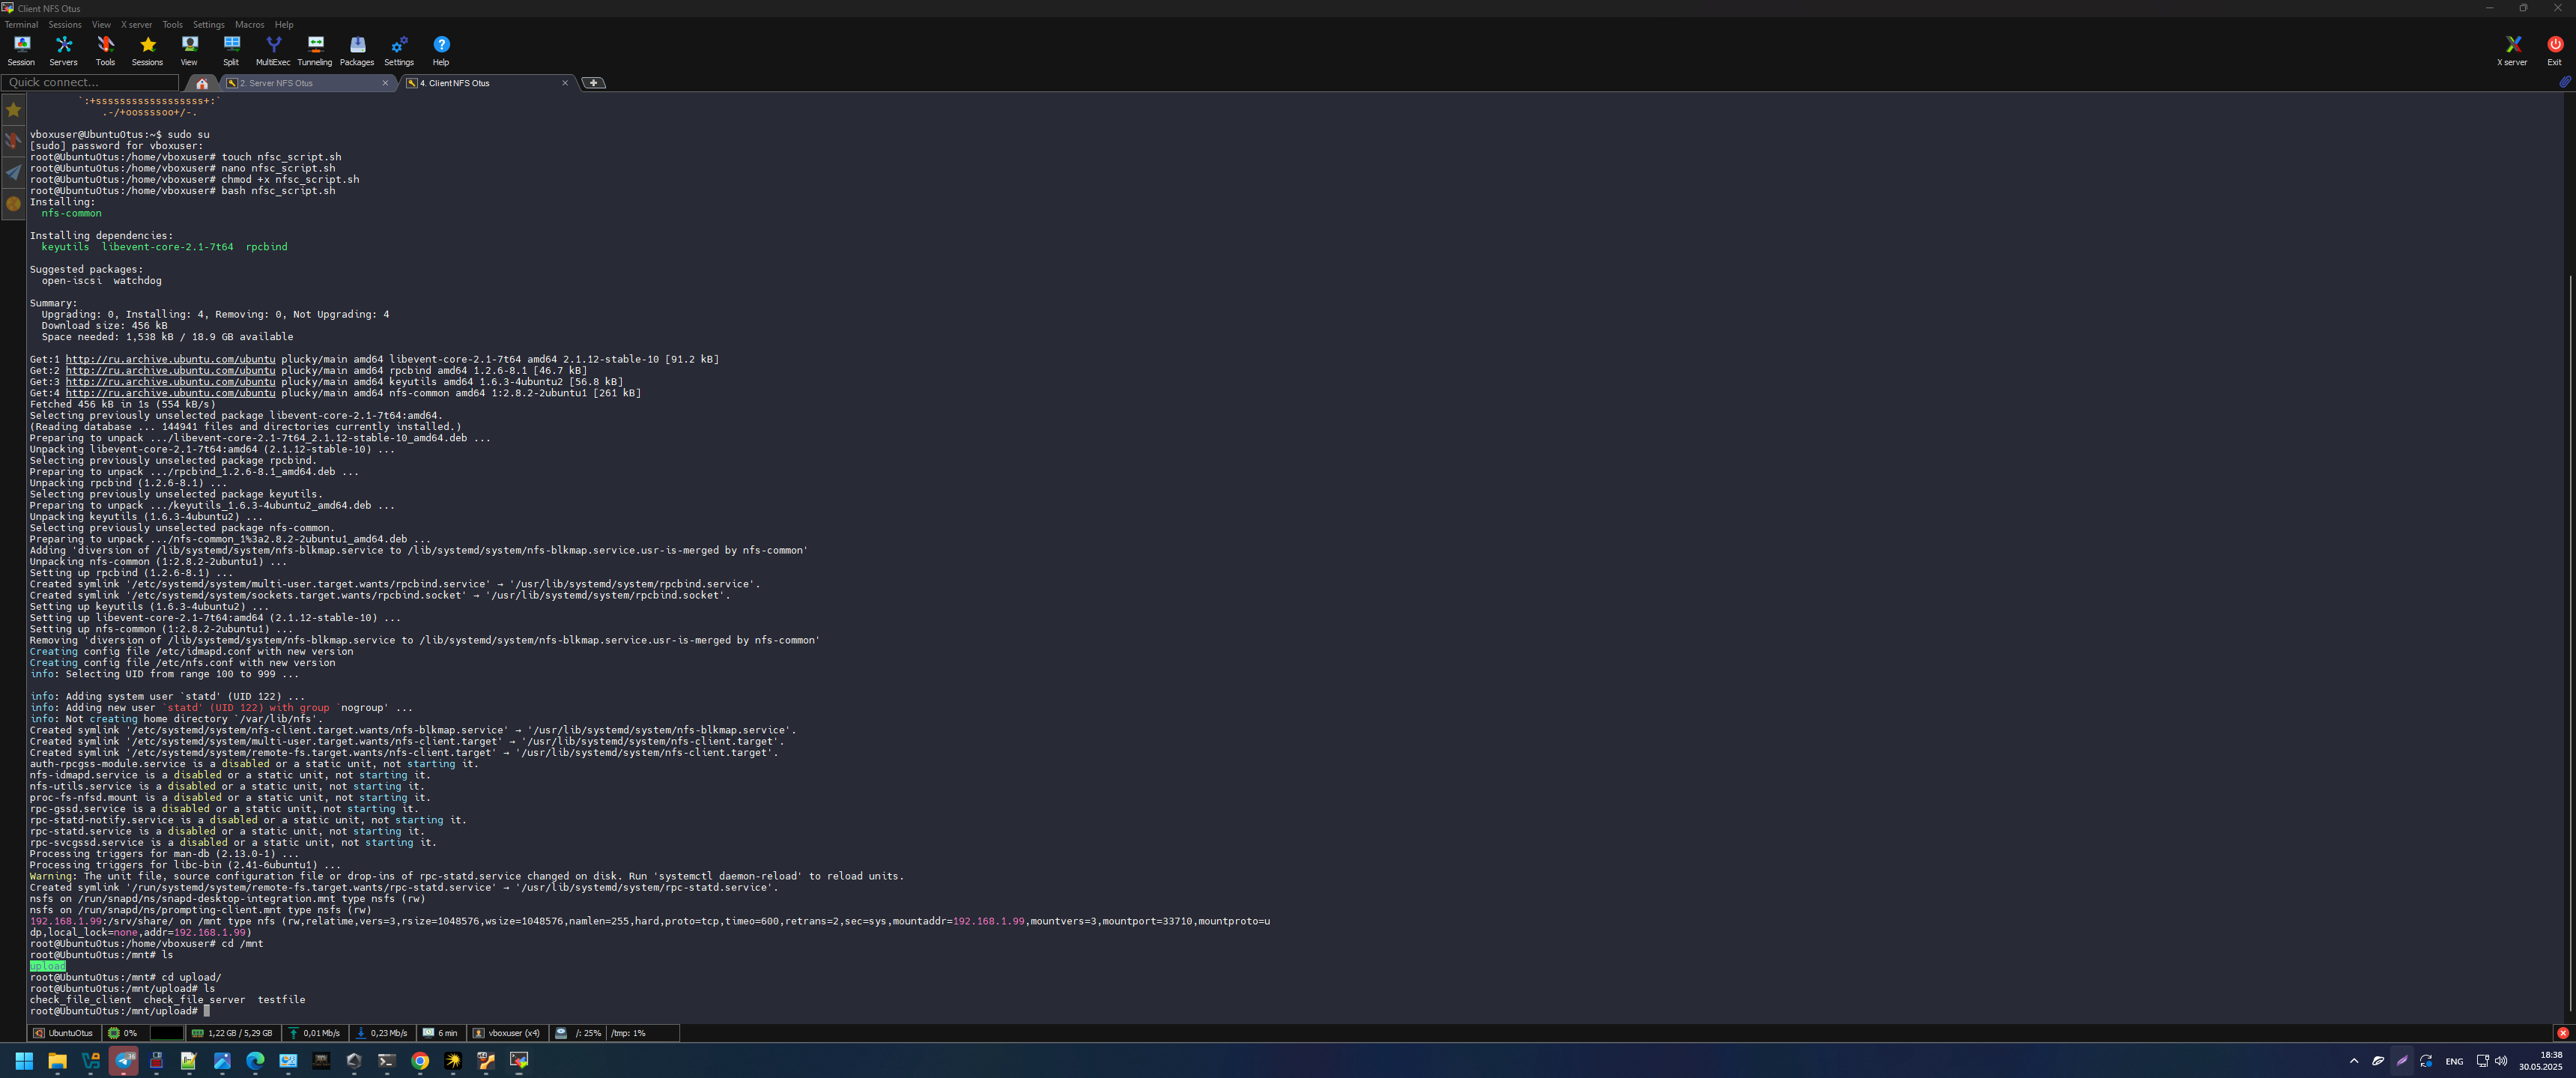 Client NFS Otus
Terminal Sessions View X server Tools Settings Macros Help
Session Servers Tools Sessions View Split MultiExec Tunneling Packages Settings Help X server Exit
Quick connect... 2. Server NFS Otus 4. Client NFS Otus
`:+ssssssssssssssssss+:`
.-/+oossssoo+/-.
vboxuser@UbuntuOtus:~$ sudo su
[sudo] password for vboxuser:
root@UbuntuOtus:/home/vboxuser# touch nfsc_script.sh
root@UbuntuOtus:/home/vboxuser# nano nfsc_script.sh
root@UbuntuOtus:/home/vboxuser# chmod +x nfsc_script.sh
root@UbuntuOtus:/home/vboxuser# bash nfsc_script.sh
Installing:
nfs-common
Installing dependencies:
keyutils libevent-core-2.1-7t64 rpcbind
Suggested packages:
open-iscsi watchdog
Summary:
Upgrading: 0, Installing: 4, Removing: 0, Not Upgrading: 4
Download size: 456 kB
Space needed: 1,538 kB / 18.9 GB available
Get:1 http://ru.archive.ubuntu.com/ubuntu plucky/main amd64 libevent-core-2.1-7t64 amd64 2.1.12-stable-10 [91.2 kB]
Get:2 http://ru.archive.ubuntu.com/ubuntu plucky/main amd64 rpcbind amd64 1.2.6-8.1 [46.7 kB]
Get:3 http://ru.archive.ubuntu.com/ubuntu plucky/main amd64 keyutils amd64 1.6.3-4ubuntu2 [56.8 kB]
Get:4 http://ru.archive.ubuntu.com/ubuntu plucky/main amd64 nfs-common amd64 1:2.8.2-2ubuntu1 [261 kB]
Fetched 456 kB in 1s (554 kB/s)
Selecting previously unselected package libevent-core-2.1-7t64:amd64.
(Reading database ... 144941 files and directories currently installed.)
Preparing to unpack .../libevent-core-2.1-7t64_2.1.12-stable-10_amd64.deb ...
Unpacking libevent-core-2.1-7t64:amd64 (2.1.12-stable-10) ...
Selecting previously unselected package rpcbind.
Preparing to unpack .../rpcbind_1.2.6-8.1_amd64.deb ...
Unpacking rpcbind (1.2.6-8.1) ...
Selecting previously unselected package keyutils.
Preparing to unpack .../keyutils_1.6.3-4ubuntu2_amd64.deb ...
Unpacking keyutils (1.6.3-4ubuntu2) ...
Selecting previously unselected package nfs-common.
Preparing to unpack .../nfs-common_1%3a2.8.2-2ubuntu1_amd64.deb ...
Adding 'diversion of /lib/systemd/system/nfs-blkmap.service to /lib/systemd/system/nfs-blkmap.service.usr-is-merged by nfs-common'
Unpacking nfs-common (1:2.8.2-2ubuntu1) ...
Setting up rpcbind (1.2.6-8.1) ...
Created symlink '/etc/systemd/system/multi-user.target.wants/rpcbind.service' → '/usr/lib/systemd/system/rpcbind.service'.
Created symlink '/etc/systemd/system/sockets.target.wants/rpcbind.socket' → '/usr/lib/systemd/system/rpcbind.socket'.
Setting up keyutils (1.6.3-4ubuntu2) ...
Setting up libevent-core-2.1-7t64:amd64 (2.1.12-stable-10) ...
Setting up nfs-common (1:2.8.2-2ubuntu1) ...
Removing 'diversion of /lib/systemd/system/nfs-blkmap.service to /lib/systemd/system/nfs-blkmap.service.usr-is-merged by nfs-common'
Creating config file /etc/idmapd.conf with new version
Creating config file /etc/nfs.conf with new version
info: Selecting UID from range 100 to 999 ...
info: Adding system user `statd' (UID 122) ...
info: Adding new user `statd' (UID 122) with group `nogroup' ...
info: Not creating home directory `/var/lib/nfs'.
Created symlink '/etc/systemd/system/nfs-client.target.wants/nfs-blkmap.service' → '/usr/lib/systemd/system/nfs-blkmap.service'.
Created symlink '/etc/systemd/system/multi-user.target.wants/nfs-client.target' → '/usr/lib/systemd/system/nfs-client.target'.
Created symlink '/etc/systemd/system/remote-fs.target.wants/nfs-client.target' → '/usr/lib/systemd/system/nfs-client.target'.
auth-rpcgss-module.service is a disabled or a static unit, not starting it.
nfs-idmapd.service is a disabled or a static unit, not starting it.
nfs-utils.service is a disabled or a static unit, not starting it.
proc-fs-nfsd.mount is a disabled or a static unit, not starting it.
rpc-gssd.service is a disabled or a static unit, not starting it.
rpc-statd-notify.service is a disabled or a static unit, not starting it.
rpc-statd.service is a disabled or a static unit, not starting it.
rpc-svcgssd.service is a disabled or a static unit, not starting it.
Processing triggers for man-db (2.13.0-1) ...
Processing triggers for libc-bin (2.41-6ubuntu1) ...
Warning: The unit file, source configuration file or drop-ins of rpc-statd.service changed on disk. Run 'systemctl daemon-reload' to reload units.
Created symlink '/run/systemd/system/remote-fs.target.wants/rpc-statd.service' → '/usr/lib/systemd/system/rpc-statd.service'.
nsfs on /run/snapd/ns/snapd-desktop-integration.mnt type nsfs (rw)
nsfs on /run/snapd/ns/prompting-client.mnt type nsfs (rw)
192.168.1.99:/srv/share/ on /mnt type nfs (rw,relatime,vers=3,rsize=1048576,wsize=1048576,namlen=255,hard,proto=tcp,timeo=600,retrans=2,sec=sys,mountaddr=192.168.1.99,mountvers=3,mountport=33710,mountproto=u
dp,local_lock=none,addr=192.168.1.99)
root@UbuntuOtus:/home/vboxuser# cd /mnt
root@UbuntuOtus:/mnt# ls
upload
root@UbuntuOtus:/mnt# cd upload/
root@UbuntuOtus:/mnt/upload# ls
check_file_client check_file_server testfile
root@UbuntuOtus:/mnt/upload#
UbuntuOtus 0% 1,22 GB / 5,29 GB 0,01 Mb/s 0,23 Mb/s 6 min vboxuser (x4) /: 25% /tmp: 1%
36 ENG 18:38
30.05.2025